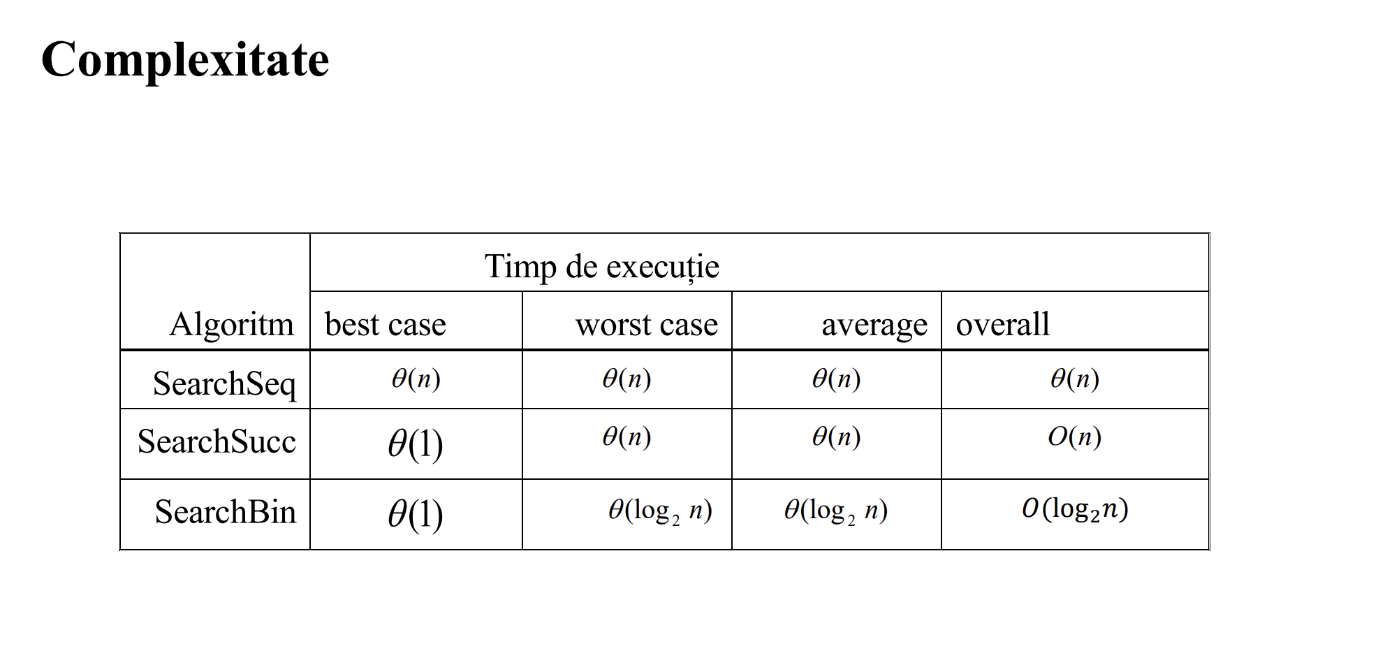 Complexitate
Timp de execuție
Algoritm best case worst case average overall
SearchSeq θ(n) θ(n) θ(n) θ(n)
SearchSucc θ(1) θ(n) θ(n) O(n)
SearchBin θ(1) θ(log₂ n) θ(log₂ n) O(log₂n)